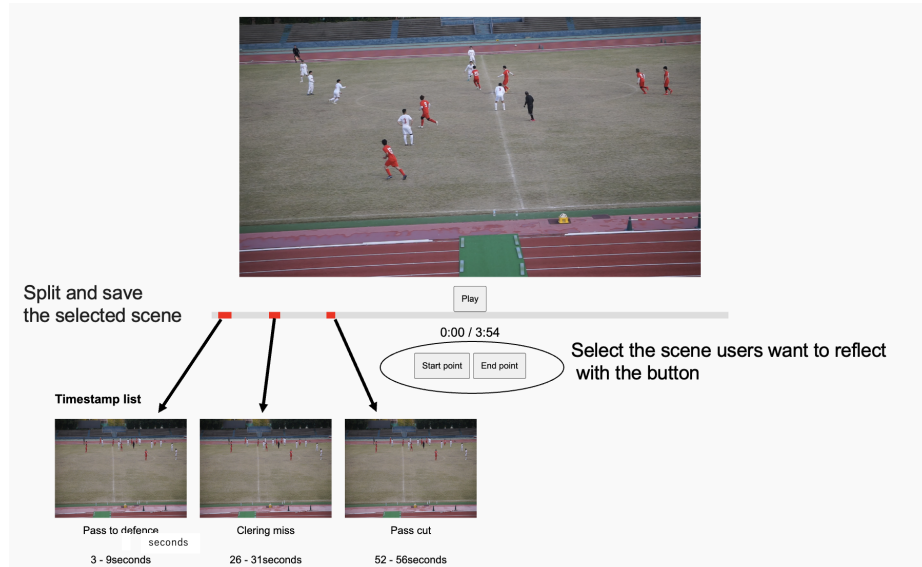 Play
Split and save
the selected scene
0:00 / 3:54
Start point
End point
Select the scene users want to reflect
with the button
Timestamp list
Pass to defence
Clering miss
Pass cut
seconds
3 - 9seconds
26 - 31seconds
52 - 56seconds